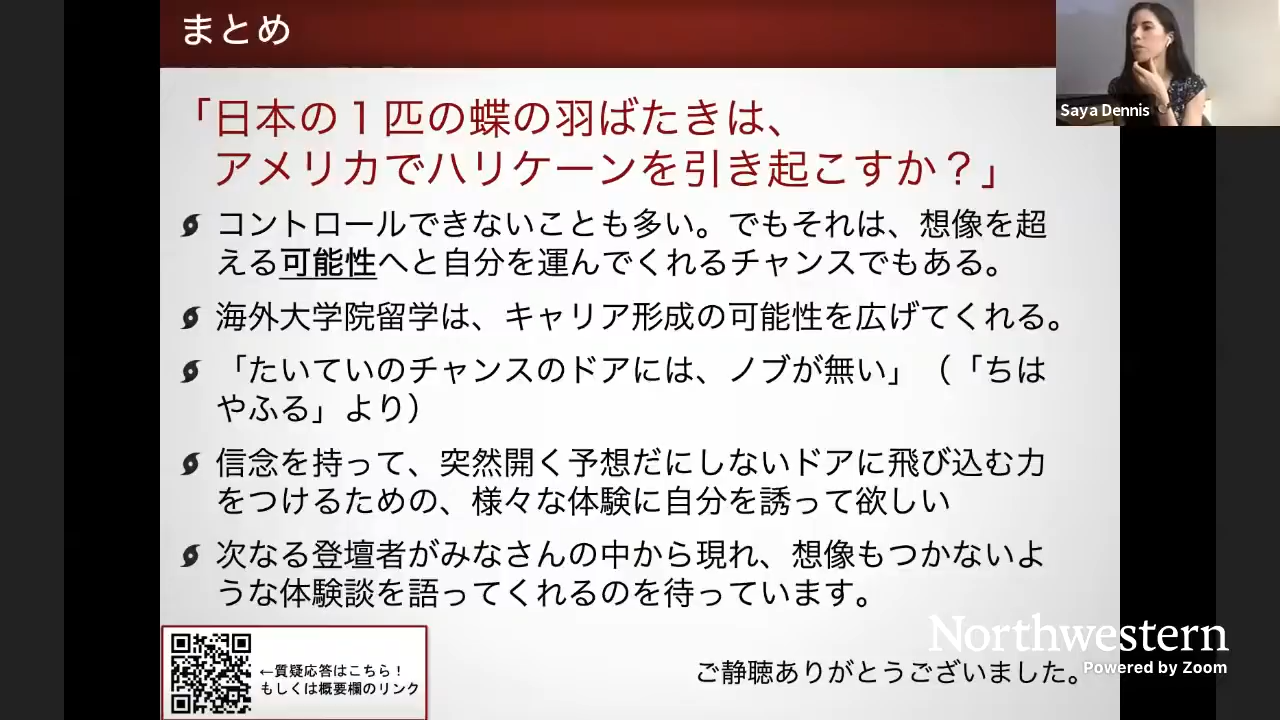 まとめ
Saya Dennis
「日本の１匹の蝶の羽ばたきは、
アメリカでハリケーンを引き起こすか？」
コントロールできないことも多い。でもそれは、想像を超
える可能性へと自分を運んでくれるチャンスでもある。
海外大学院留学は、キャリア形成の可能性を広げてくれる。
「たいていのチャンスのドアには、ノブが無い」（「ちは
やふる」より）
信念を持って、突然開く予想だにしないドアに飛び込む力
をつけるための、様々な体験に自分を誘って欲しい
次なる登壇者がみなさんの中から現れ、想像もつかないよ
うな体験談を語ってくれるのを待っています。
←質疑応答はこちら！
もしくは概要欄のリンク
ご静聴ありがとうございました。
Northwestern
Powered by Zoom